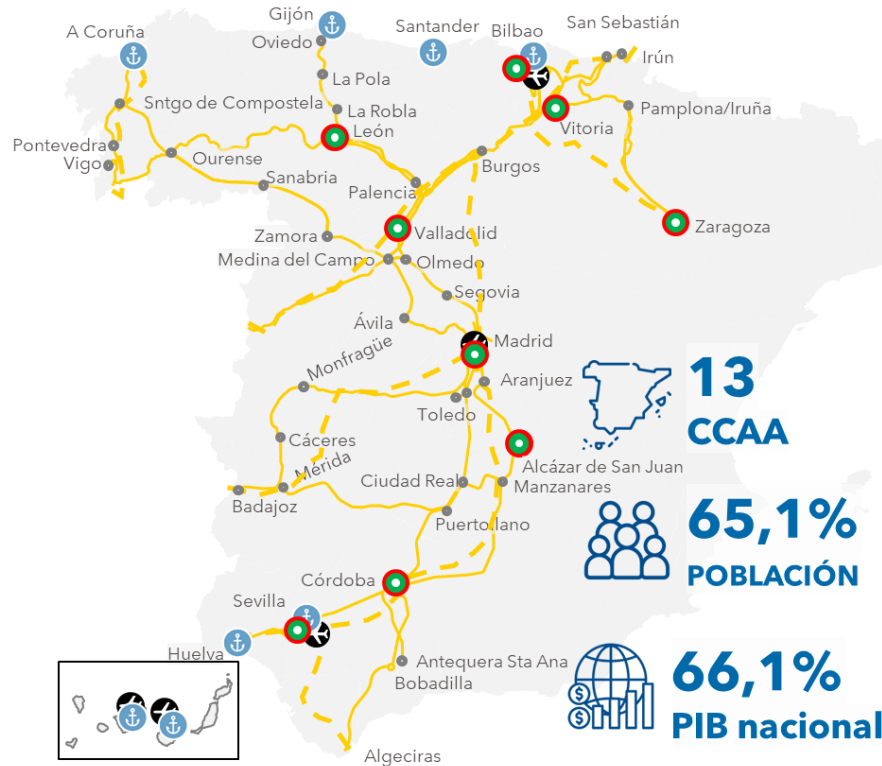 Gijón
A Coruña
Santander
Bilbao
San Sebastián
Oviedo
Irún
La Pola
Sntgo de Compostela
La Robla
Pamplona/Iruña
León
Vitoria
Pontevedra
Vigo
Ourense
Burgos
Sanabria
Palencia
Zaragoza
Zamora
Valladolid
Medina del Campo
Olmedo
Segovia
Ávila
Madrid
Monfragüe
Aranjuez
13
CCAA
Toledo
Cáceres
Mérida
Ciudad Real
Alcázar de San Juan
Manzanares
Badajoz
Puertollano
65,1%
POBLACIÓN
Córdoba
Sevilla
Huelva
Antequera Sta Ana
Bobadilla
66,1%
PIB nacional
Algeciras
$
$
$